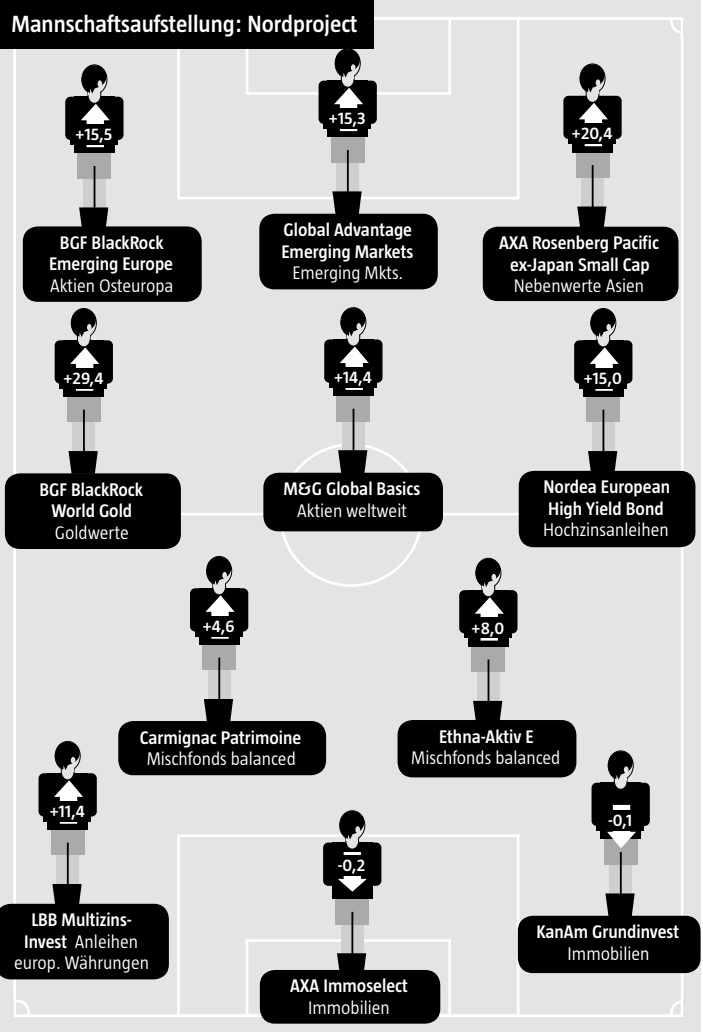 Mannschaftsaufstellung: Nordproject
+15,5
BGF BlackRock
Emerging Europe
Aktien Osteuropa
+15,3
Global Advantage
Emerging Markets
Emerging Mkts.
+20,4
AXA Rosenberg Pacific
ex-Japan Small Cap
Nebenwerte Asien
+29,4
BGF BlackRock
World Gold
Goldwerte
+14,4
M&G Global Basics
Aktien weltweit
+15,0
Nordea European
High Yield Bond
Hochzinsanleihen
+4,6
Carmignac Patrimoine
Mischfonds balanced
+8,0
Ethna-Aktiv E
Mischfonds balanced
+11,4
LBB Multizins-
Invest Anleihen
europ. Währungen
-0,2
AXA Immoselect
Immobilien
-0,1
KanAm Grundinvest
Immobilien